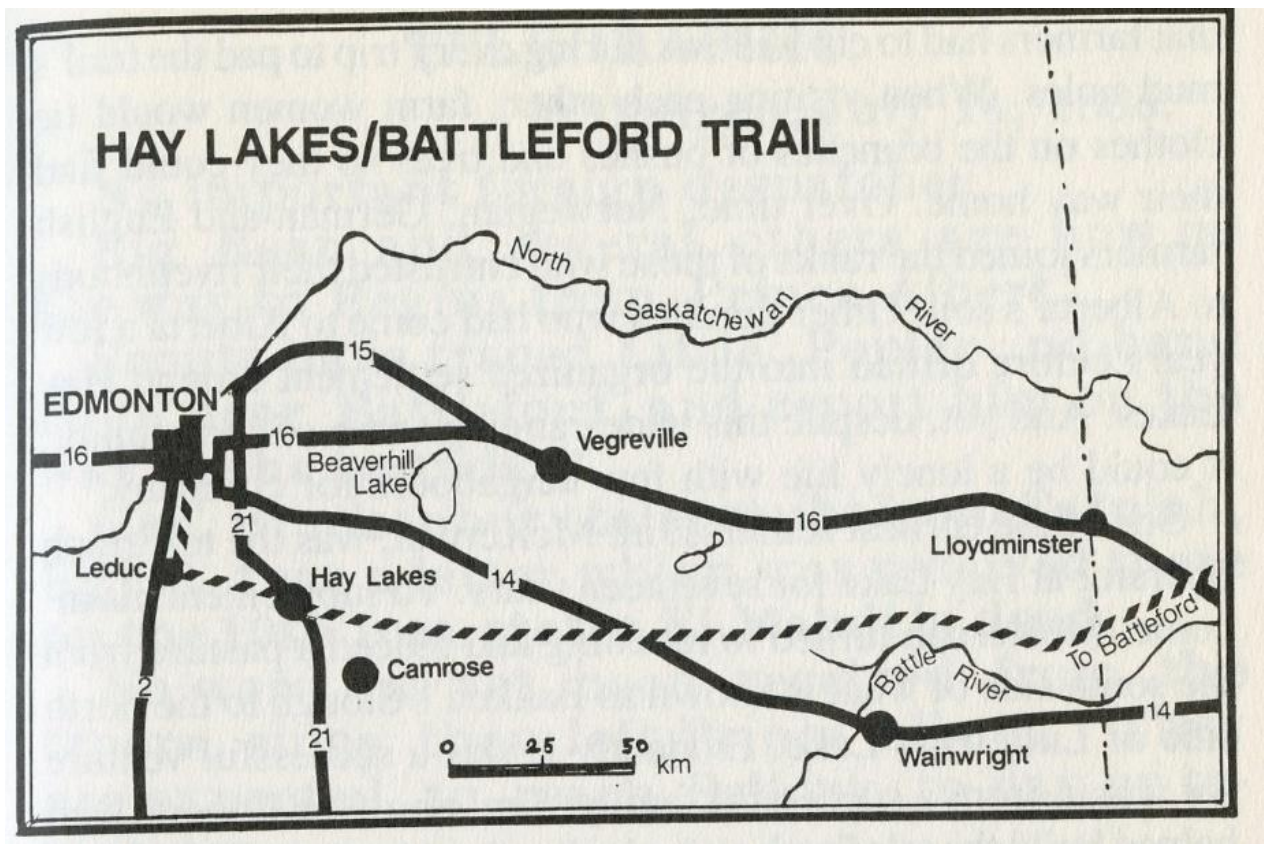 HAY LAKES/BATTLEFORD TRAIL
North
Saskatchewan
River
15
EDMONTON
16
16
Beaverhill
Lake
Vegreville
21
16
Lloydminster
Leduc
Hay Lakes
14
To Battleford
Camrose
Battle
River
2
21
14
Wainwright
0 25 50
km